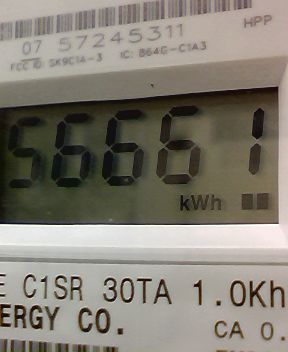 07 57245311
HPP
FCC ID: SK9C1A-3 IC: 864G-C1A3
56661
kWh
E C1SR 30TA 1.0Kh
ERGY CO.
CA 0.